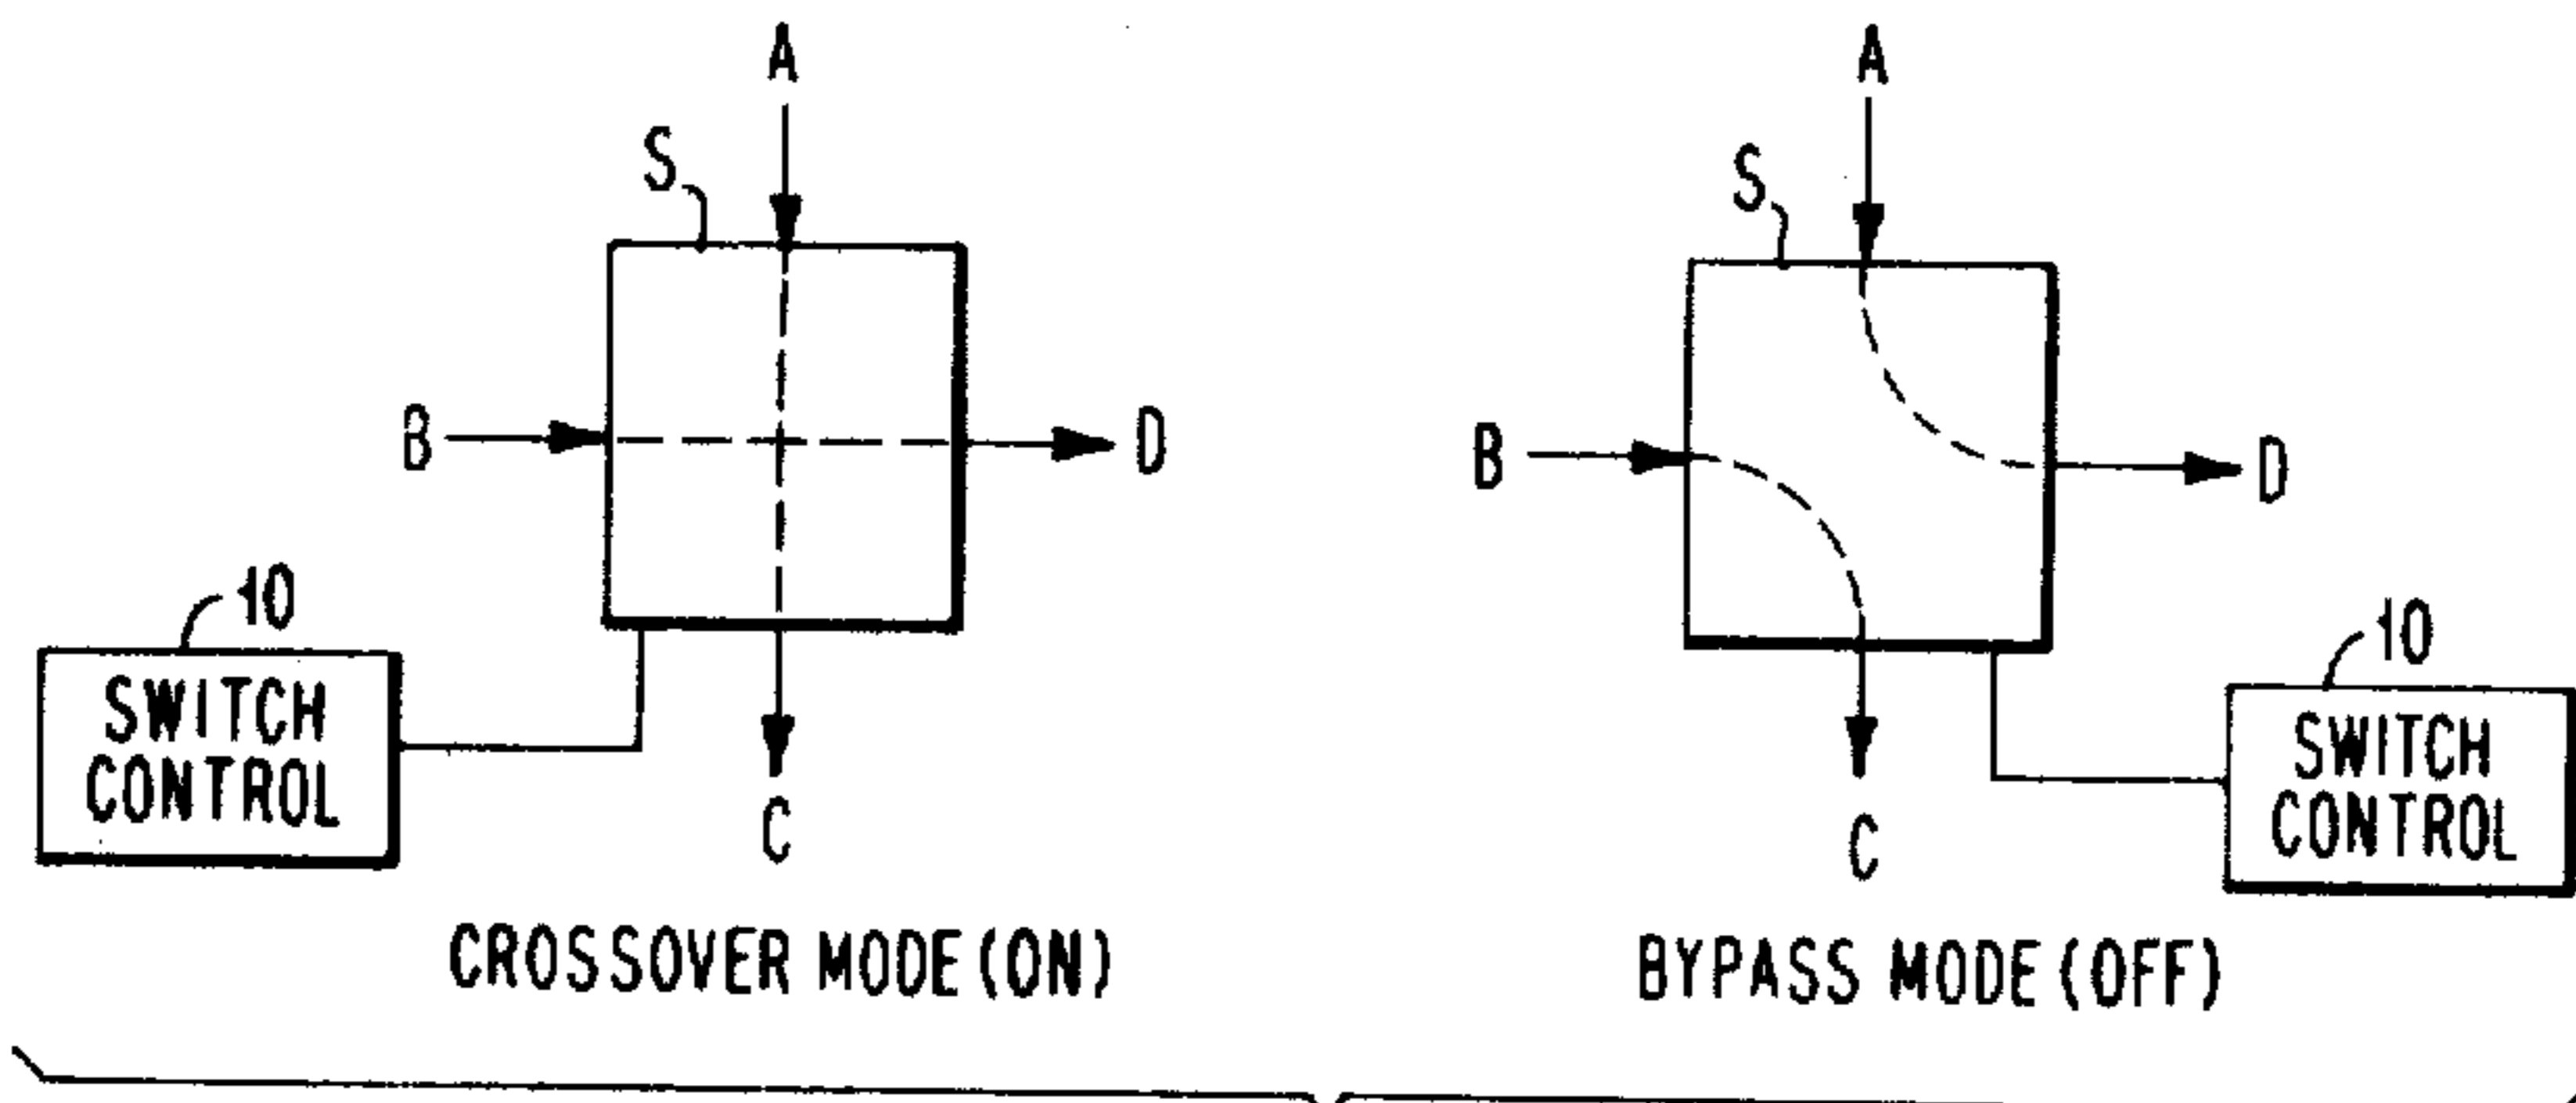 A
S
B
D
10
SWITCH
CONTROL
C
CROSSOVER MODE (ON)
A
S
B
D
10
SWITCH
CONTROL
C
BYPASS MODE (OFF)